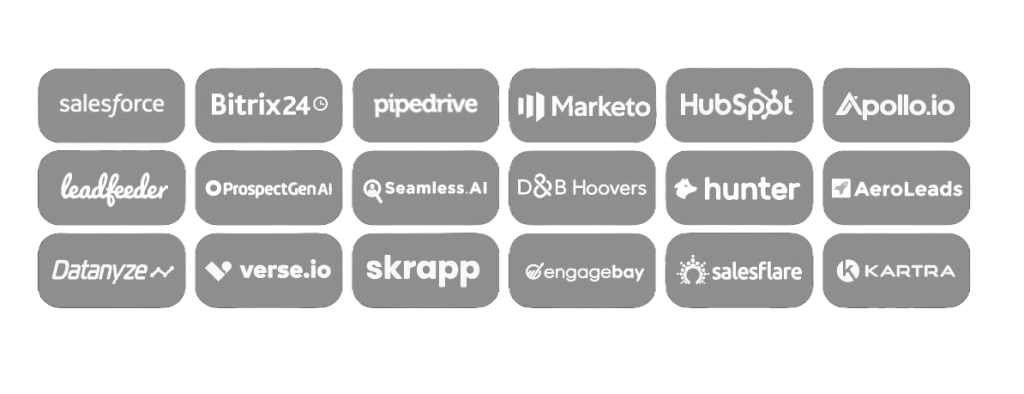 salesforce
Bitrix24
pipedrive
Marketo
HubSpot
Apollo.io
leadfeeder
ProspectGenAI
Seamless.AI
D&B Hoovers
hunter
AeroLeads
Datanyze
verse.io
skrapp
engagebay
salesflare
KARTRA